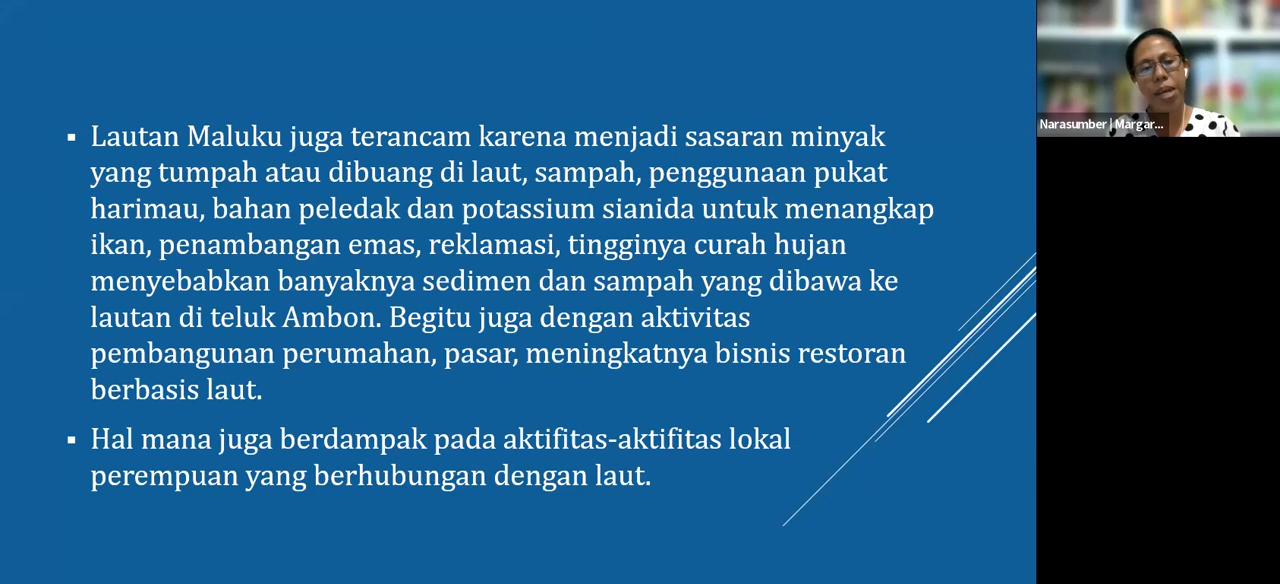 ▪ Lautan Maluku juga terancam karena menjadi sasaran minyak
yang tumpah atau dibuang di laut, sampah, penggunaan pukat
harimau, bahan peledak dan potassium sianida untuk menangkap
ikan, penambangan emas, reklamasi, tingginya curah hujan
menyebabkan banyaknya sedimen dan sampah yang dibawa ke
lautan di teluk Ambon. Begitu juga dengan aktivitas
pembangunan perumahan, pasar, meningkatnya bisnis restoran
berbasis laut.
▪ Hal mana juga berdampak pada aktifitas-aktifitas lokal
perempuan yang berhubungan dengan laut.
Narasumber | Margar...